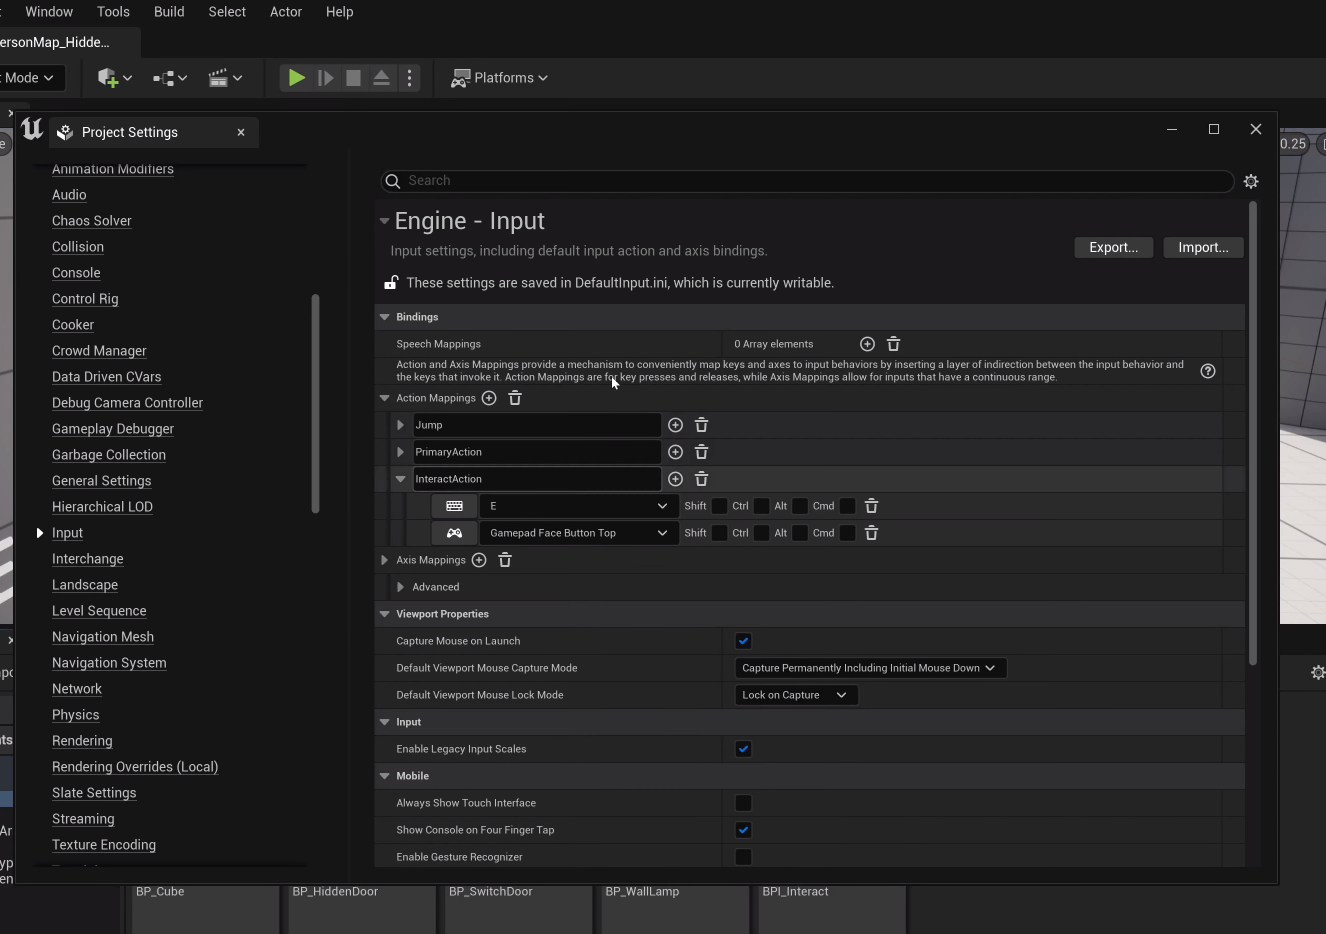 Window Tools Build Select Actor Help
ersonMap_Hidde...
t Mode
Platforms
Project Settings
0.25
Animation Modifiers
Audio
Chaos Solver
Collision
Console
Control Rig
Cooker
Crowd Manager
Data Driven CVars
Debug Camera Controller
Gameplay Debugger
Garbage Collection
General Settings
Hierarchical LOD
Input
Interchange
Landscape
Level Sequence
Navigation Mesh
Navigation System
Network
Physics
Rendering
Rendering Overrides (Local)
Slate Settings
Streaming
Texture Encoding
Search
Engine - Input
Input settings, including default input action and axis bindings.
Export... Import...
These settings are saved in DefaultInput.ini, which is currently writable.
Bindings
Speech Mappings 0 Array elements
Action and Axis Mappings provide a mechanism to conveniently map keys and axes to input behaviors by inserting a layer of indirection between the input behavior and
the keys that invoke it. Action Mappings are for key presses and releases, while Axis Mappings allow for inputs that have a continuous range.
Action Mappings
Jump
PrimaryAction
InteractAction
E Shift Ctrl Alt Cmd
Gamepad Face Button Top Shift Ctrl Alt Cmd
Axis Mappings
Advanced
Viewport Properties
Capture Mouse on Launch
Default Viewport Mouse Capture Mode Capture Permanently Including Initial Mouse Down
Default Viewport Mouse Lock Mode Lock on Capture
Input
Enable Legacy Input Scales
Mobile
Always Show Touch Interface
Show Console on Four Finger Tap
Enable Gesture Recognizer
BP_Cube BP_HiddenDoor BP_SwitchDoor BP_WallLamp BPI_Interact